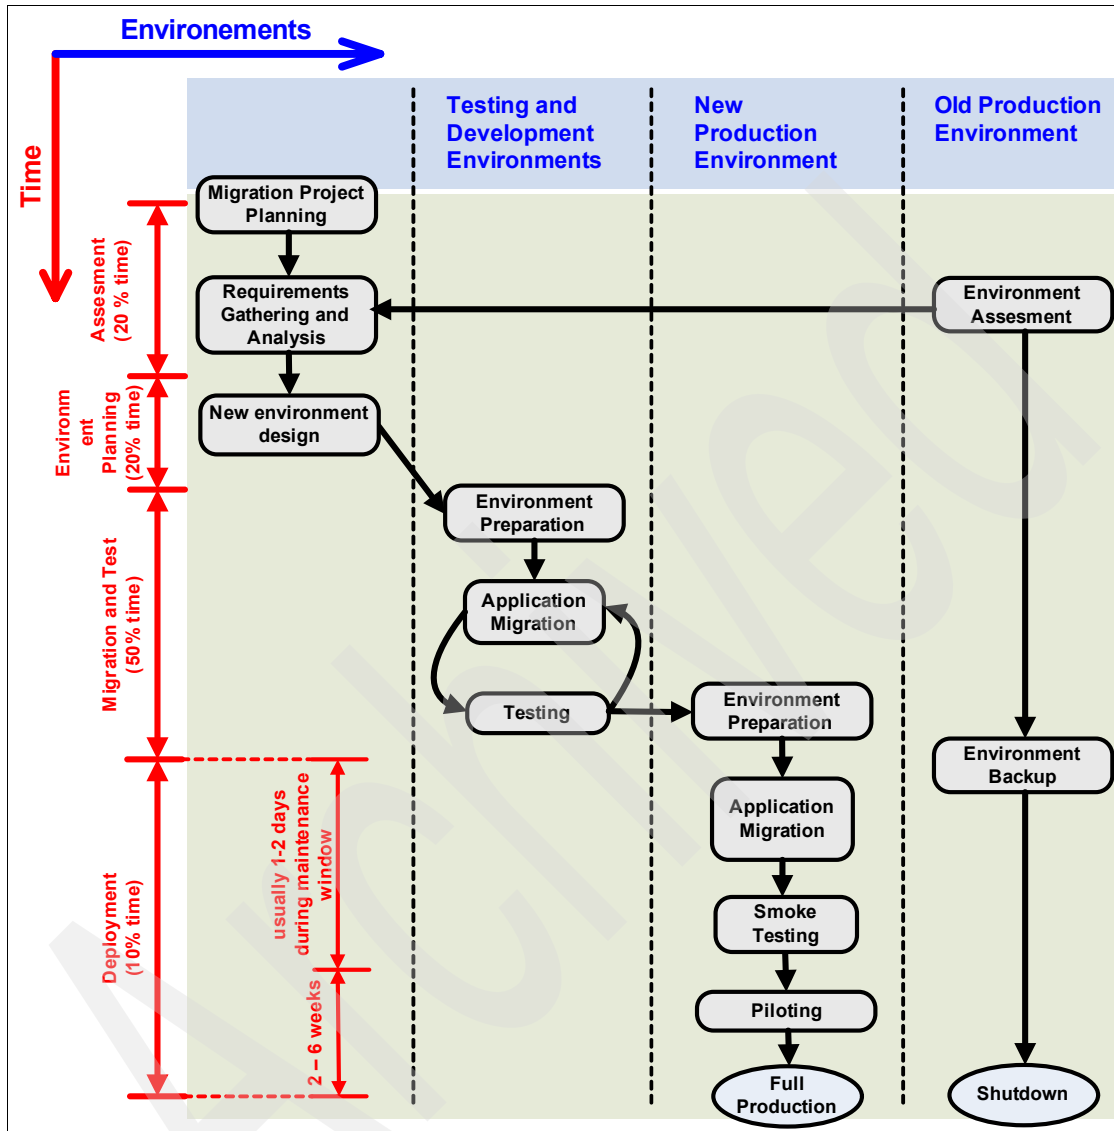 Environements
Time
Testing and
Development
Environments
New
Production
Environment
Old Production
Environment
Migration Project
Planning
Assesment
(20 % time)
Requirements
Gathering and
Analysis
Environment
Assesment
Environm
ent
Planning
(20% time)
New environment
design
Migration and Test
(50% time)
Environment
Preparation
Application
Migration
Testing
Environment
Preparation
Environment
Backup
Deployment
(10% time)
usually 1-2 days
during maintenance
window
Application
Migration
Smoke
Testing
2 – 6 weeks
Piloting
Full
Production
Shutdown
Archived